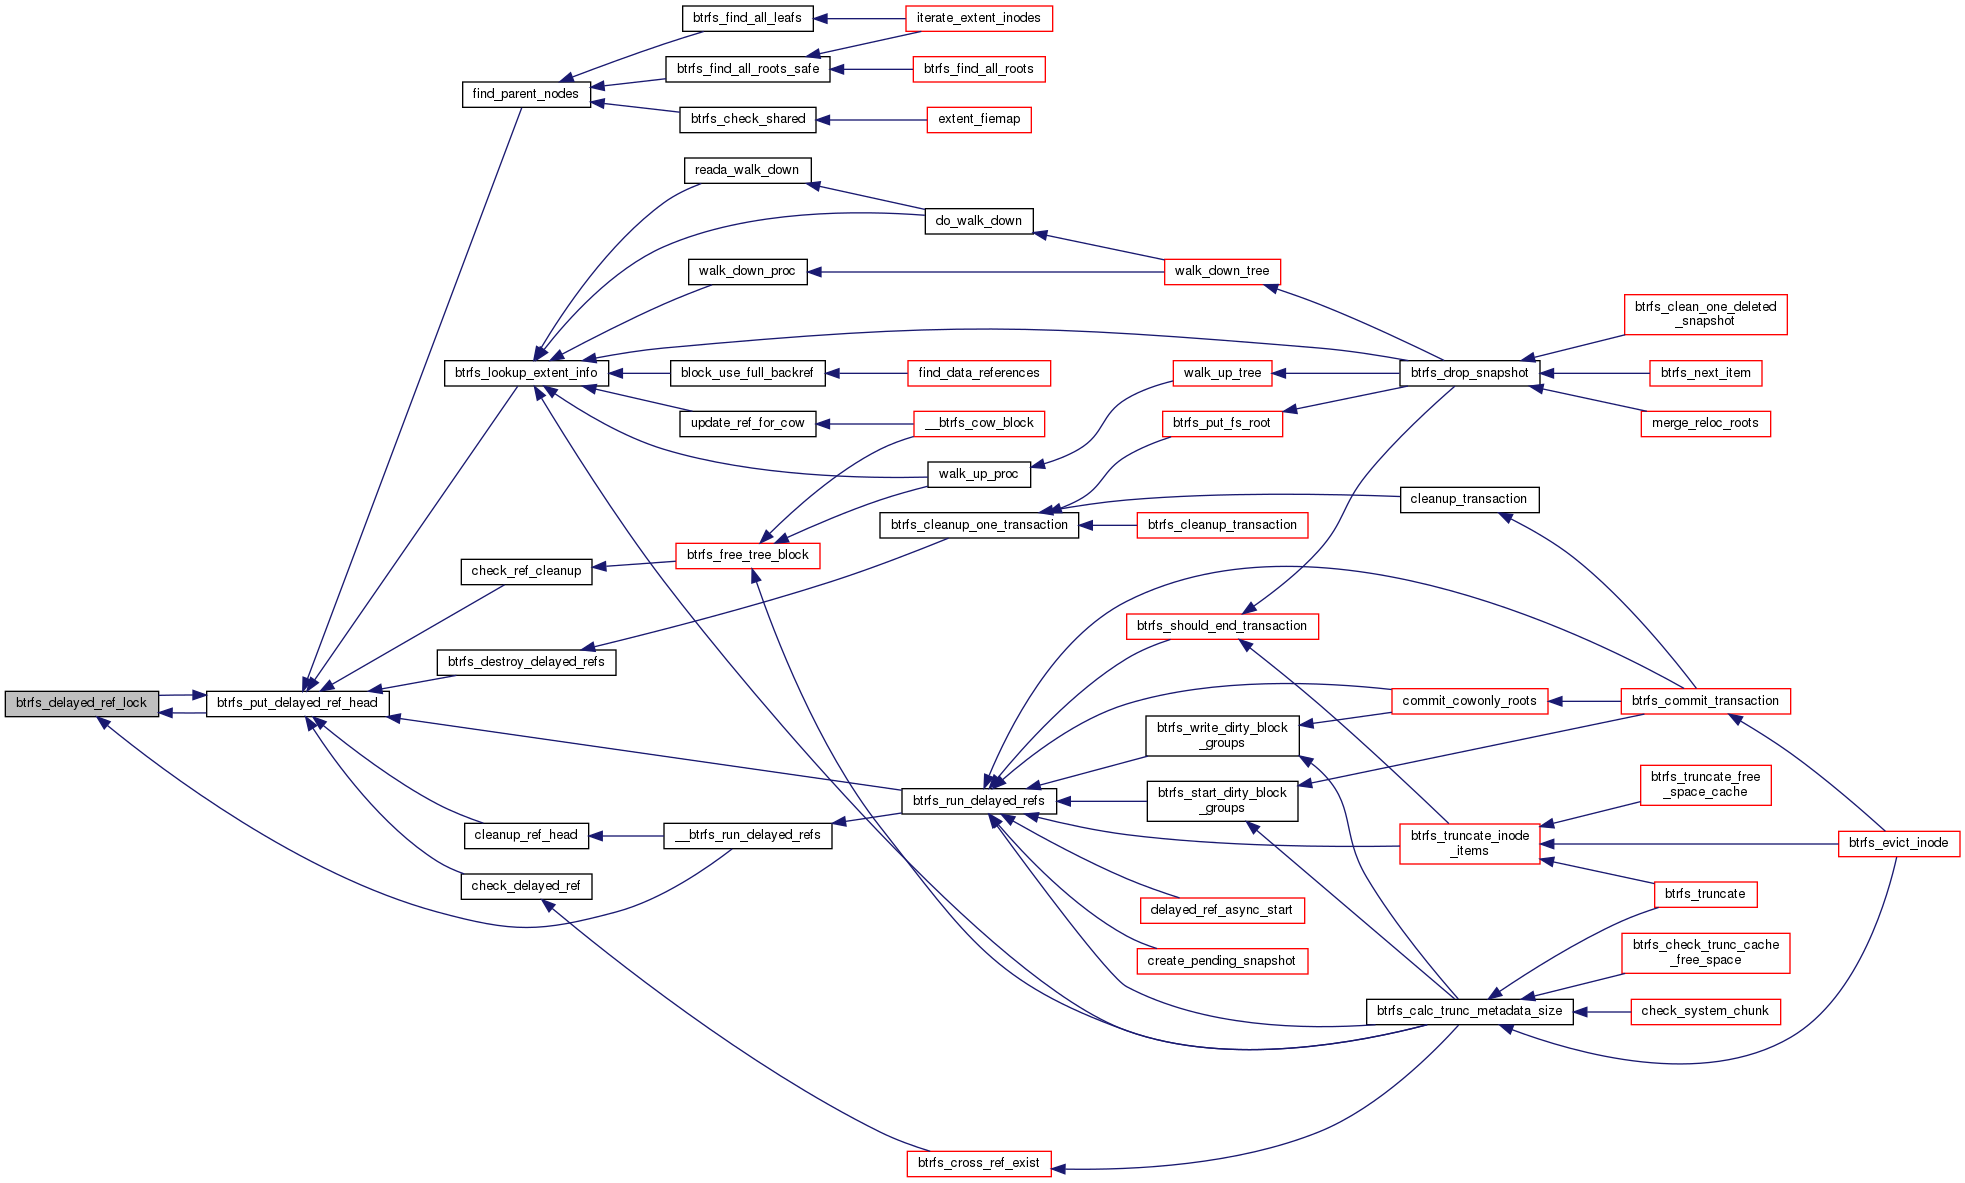 btrfs_find_all_leafs
iterate_extent_inodes
btrfs_find_all_roots_safe
btrfs_find_all_roots
find_parent_nodes
btrfs_check_shared
extent_fiemap
reada_walk_down
do_walk_down
walk_down_proc
walk_down_tree
btrfs_clean_one_deleted
_snapshot
btrfs_lookup_extent_info
block_use_full_backref
find_data_references
walk_up_tree
btrfs_drop_snapshot
btrfs_next_item
update_ref_for_cow
__btrfs_cow_block
btrfs_put_fs_root
merge_reloc_roots
walk_up_proc
cleanup_transaction
btrfs_cleanup_one_transaction
btrfs_cleanup_transaction
btrfs_free_tree_block
check_ref_cleanup
btrfs_should_end_transaction
btrfs_destroy_delayed_refs
btrfs_delayed_ref_lock
btrfs_put_delayed_ref_head
commit_cowonly_roots
btrfs_commit_transaction
btrfs_write_dirty_block
_groups
btrfs_run_delayed_refs
btrfs_start_dirty_block
_groups
btrfs_truncate_free
_space_cache
cleanup_ref_head
__btrfs_run_delayed_refs
btrfs_truncate_inode
_items
btrfs_evict_inode
check_delayed_ref
btrfs_truncate
delayed_ref_async_start
btrfs_check_trunc_cache
_free_space
create_pending_snapshot
btrfs_calc_trunc_metadata_size
check_system_chunk
btrfs_cross_ref_exist